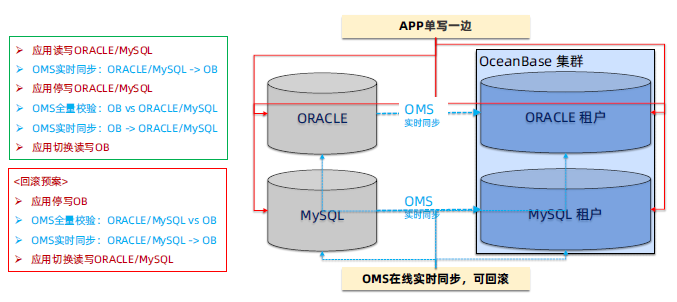 APP单写一边
应用读写ORACLE/MySQL
OMS实时同步：ORACLE/MySQL -> OB
应用停写ORACLE/MySQL
OMS全量校验：OB vs ORACLE/MySQL
OMS实时同步：OB -> ORACLE/MySQL
应用切换读写OB
<回滚预案>
应用停写OB
OMS全量校验：ORACLE/MySQL vs OB
OMS实时同步：ORACLE/MySQL -> OB
应用切换读写ORACLE/MySQL
OceanBase 集群
ORACLE
OMS
实时同步
ORACLE 租户
MySQL
OMS
实时同步
MySQL 租户
OMS在线实时同步，可回滚